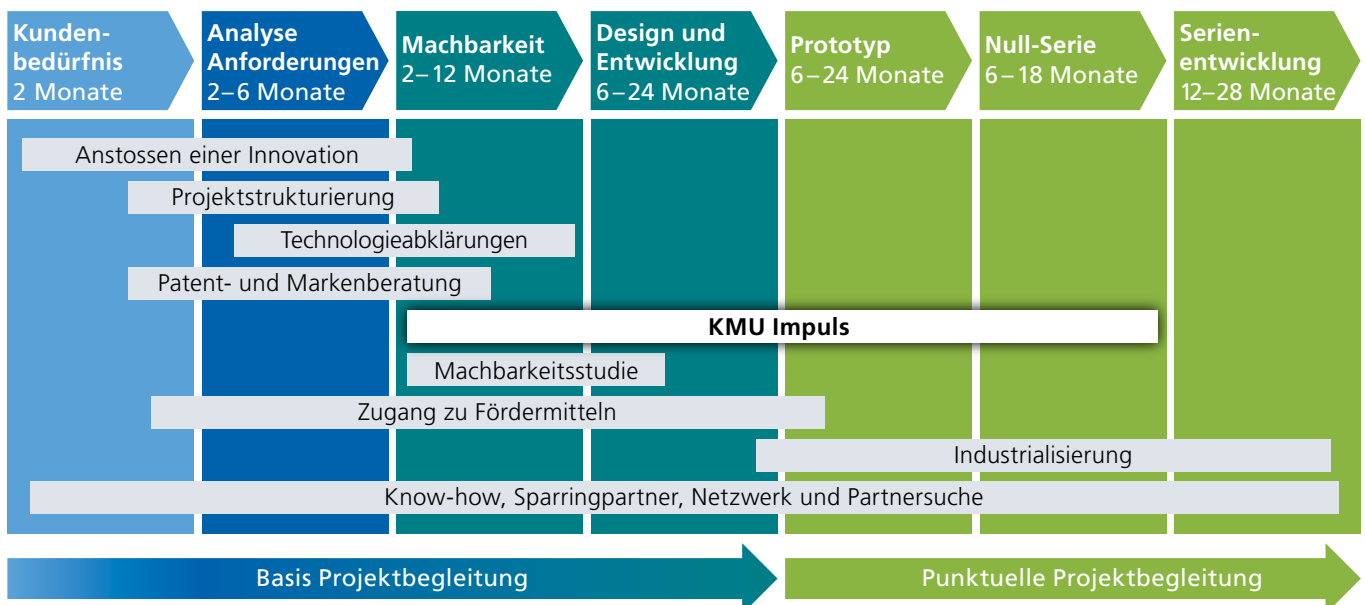 Kunden-
bedürfnis
2 Monate
Analyse
Anforderungen
2–6 Monate
Machbarkeit
2–12 Monate
Design und
Entwicklung
6–24 Monate
Prototyp
6–24 Monate
Null-Serie
6–18 Monate
Serien-
entwicklung
12–28 Monate
Anstossen einer Innovation
Projektstrukturierung
Technologieabklärungen
Patent- und Markenberatung
KMU Impuls
Machbarkeitsstudie
Zugang zu Fördermitteln
Industrialisierung
Know-how, Sparringpartner, Netzwerk und Partnersuche
Basis Projektbegleitung
Punktuelle Projektbegleitung